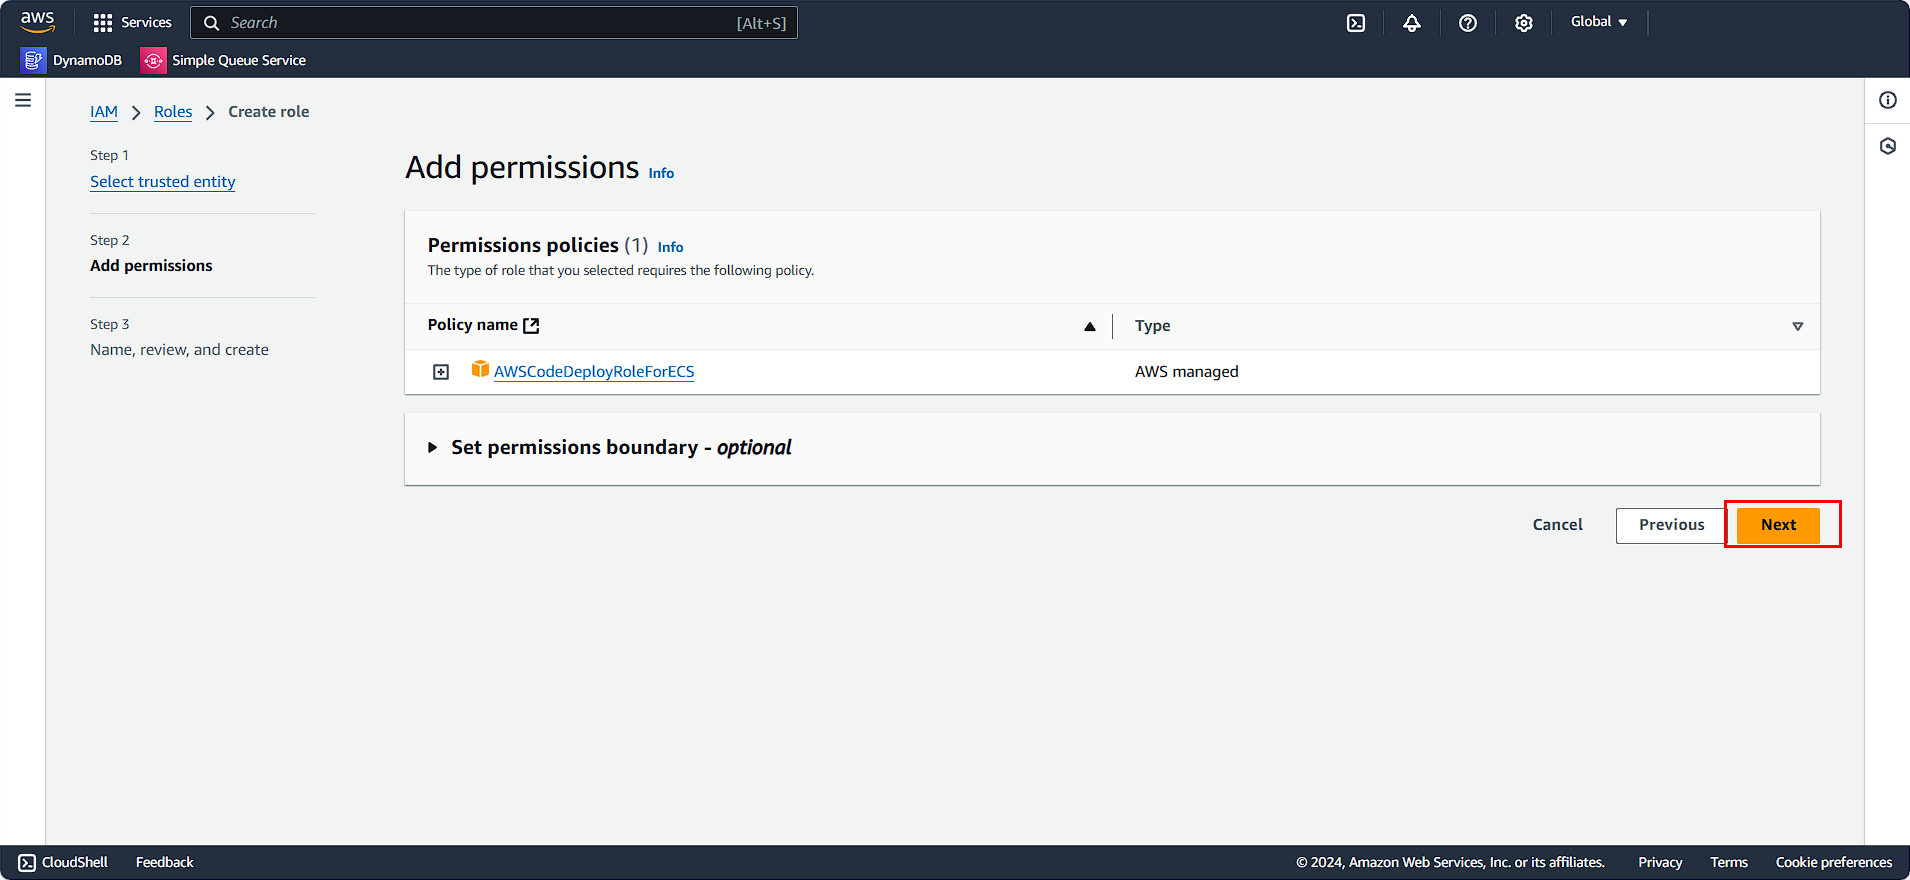 aws
Services
Search
[Alt+S]
Global
DynamoDB
Simple Queue Service
IAM
Roles
Create role
Step 1
Select trusted entity
Step 2
Add permissions
Step 3
Name, review, and create
Add permissions Info
Permissions policies (1) Info
The type of role that you selected requires the following policy.
Policy name
Type
AWSCodeDeployRoleForECS
AWS managed
Set permissions boundary - optional
Cancel
Previous
Next
CloudShell
Feedback
© 2024, Amazon Web Services, Inc. or its affiliates.
Privacy
Terms
Cookie preferences